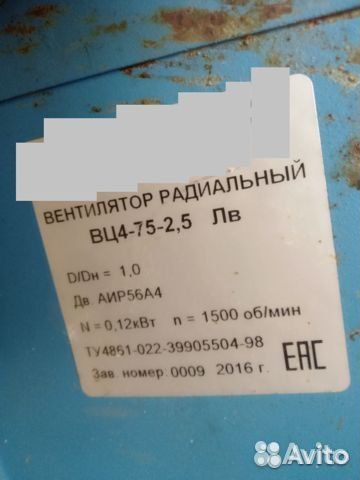 ВЕНТИЛЯТОР РАДИАЛЬНЫЙ
ВЦ4-75-2,5 Лв
D/Dн = 1,0
Дв. АИР56А4
N = 0,12кВт n = 1500 об/мин
ТУ4861-022-39905504-98
Зав. номер 0009 2016 г.
ЕАС
Avito